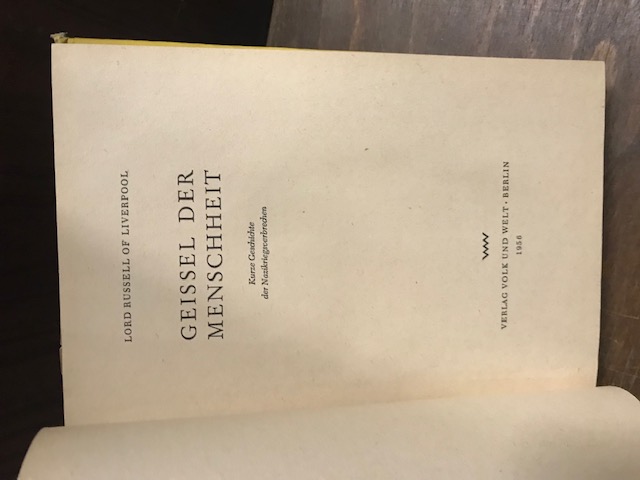 LORD RUSSELL OF LIVERPOOL
GEISSEL DER
MENSCHHEIT
Kurze Geschichte
der Nazikriegsverbrechen
VERLAG VOLK UND WELT · BERLIN
1956